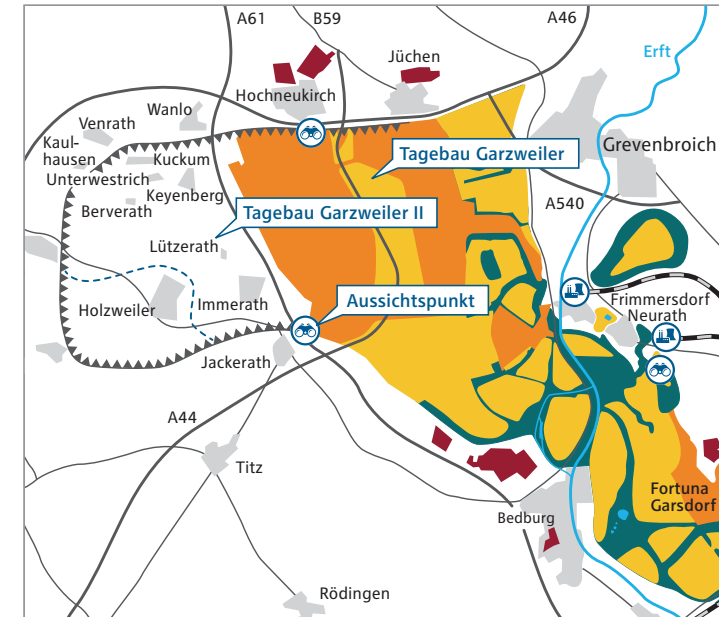 A61
B59
A46
Jüchen
Erft
Hochneukirch
Wanlo
Venrath
Kaul-
hausen
Kuckum
Unterwestrich
Keyenberg
Berverath
Tagebau Garzweiler
Grevenbroich
A540
Tagebau Garzweiler II
Lützerath
Holzweiler
Immerath
Aussichtspunkt
Frimmersdorf
Neurath
Jackerath
A44
Titz
Fortuna
Garsdorf
Bedburg
Rödingen